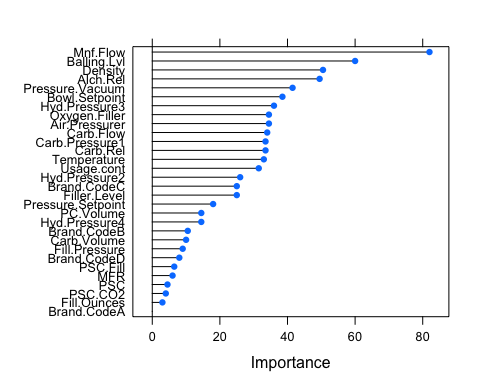 Mnf.Flow
Balling.Lvl
Density
Alch.Rel
Pressure.Vacuum
Bowl.Setpoint
Hyd.Pressure3
Oxygen.Filler
Air.Pressurer
Carb.Flow
Carb.Pressure1
Carb.Rel
Temperature
Usage.cont
Hyd.Pressure2
Brand.CodeC
Filler.Level
Pressure.Setpoint
PC.Volume
Hyd.Pressure4
Brand.CodeB
Carb.Volume
Fill.Pressure
Brand.CodeD
PSC.Fill
MFR
PSC
PSC.CO2
Fill.Ounces
Brand.CodeA
0 20 40 60 80
Importance